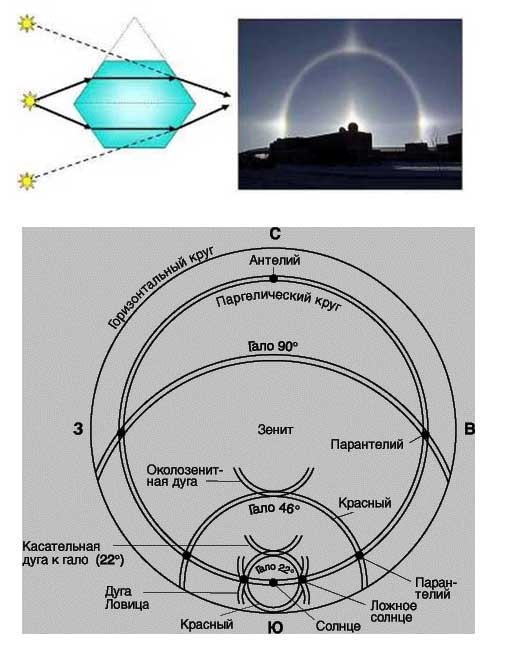 С
Горизонтальный круг
Антелий
Паргелический круг
Гало 90°
З
Зенит
В
Парантелий
Околозенит-
ная дуга
Красный
Гало 46°
Касательная
дуга к гало (22°)
Гало 22°
Паран-
телий
Дуга
Ловица
Ложное
солнце
Красный
Солнце
Ю